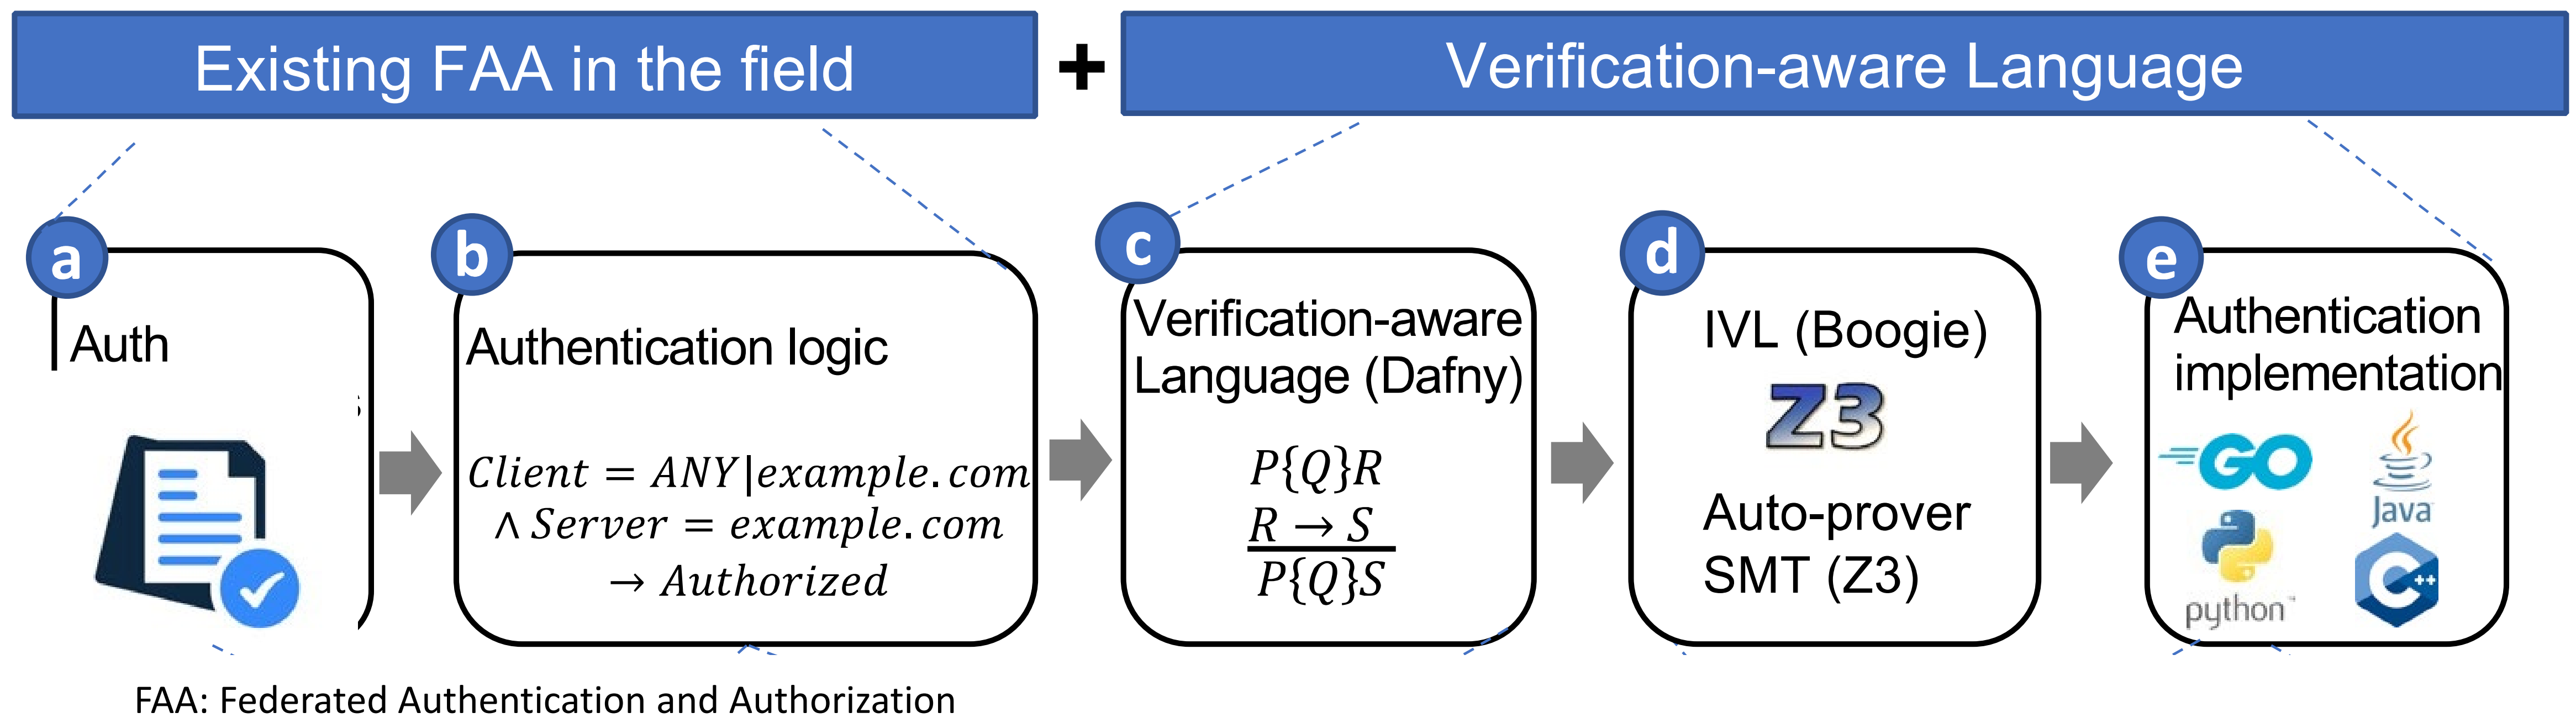 Existing FAA in the field
+
Verification-aware Language
a
Auth
b
Authentication logic
Client = ANY|example.com
∧ Server = example.com
→ Authorized
c
Verification-aware
Language (Dafny)
P{Q}R
R → S
P{Q}S
d
IVL (Boogie)
Z3
Auto-prover
SMT (Z3)
e
Authentication
implementation
GO
Java
python™
C++
FAA: Federated Authentication and Authorization